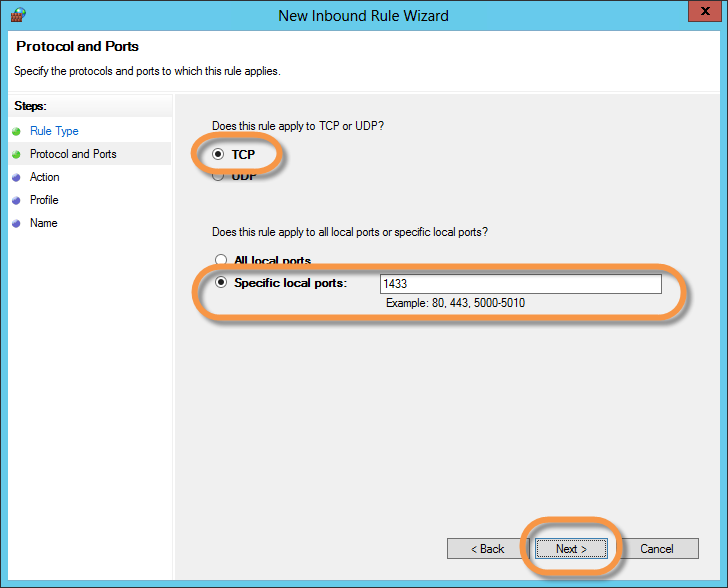 New Inbound Rule Wizard
X
Protocol and Ports
Specify the protocols and ports to which this rule applies.
Steps:
Rule Type
Protocol and Ports
Action
Profile
Name
Does this rule apply to TCP or UDP?
TCP
UDP
Does this rule apply to all local ports or specific local ports?
All local ports
Specific local ports:
1433
Example: 80, 443, 5000-5010
< Back
Next >
Cancel